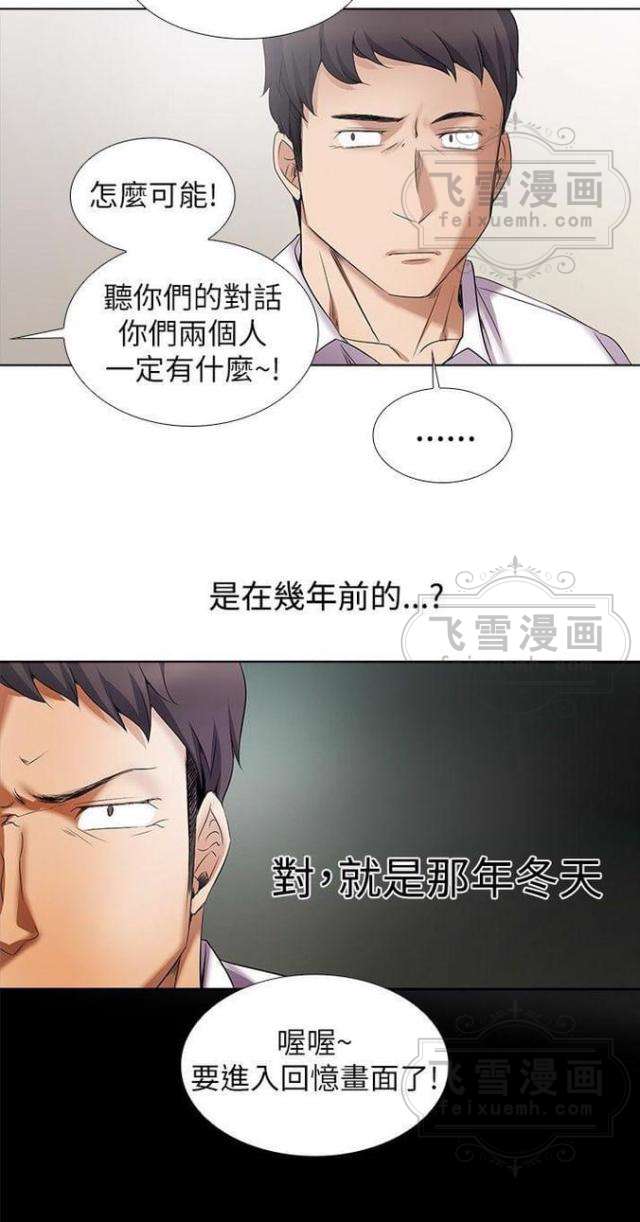 怎麼可能!
聽你們的對話
你們兩個人
一定有什麼~!
......
飞雪漫画
feixuemh.com
是在幾年前的...?
飞雪漫画
feixuemh.com
對,就是那年冬天
喔喔~
要進入回憶畫面了!
飞雪漫画
feixuemh.com